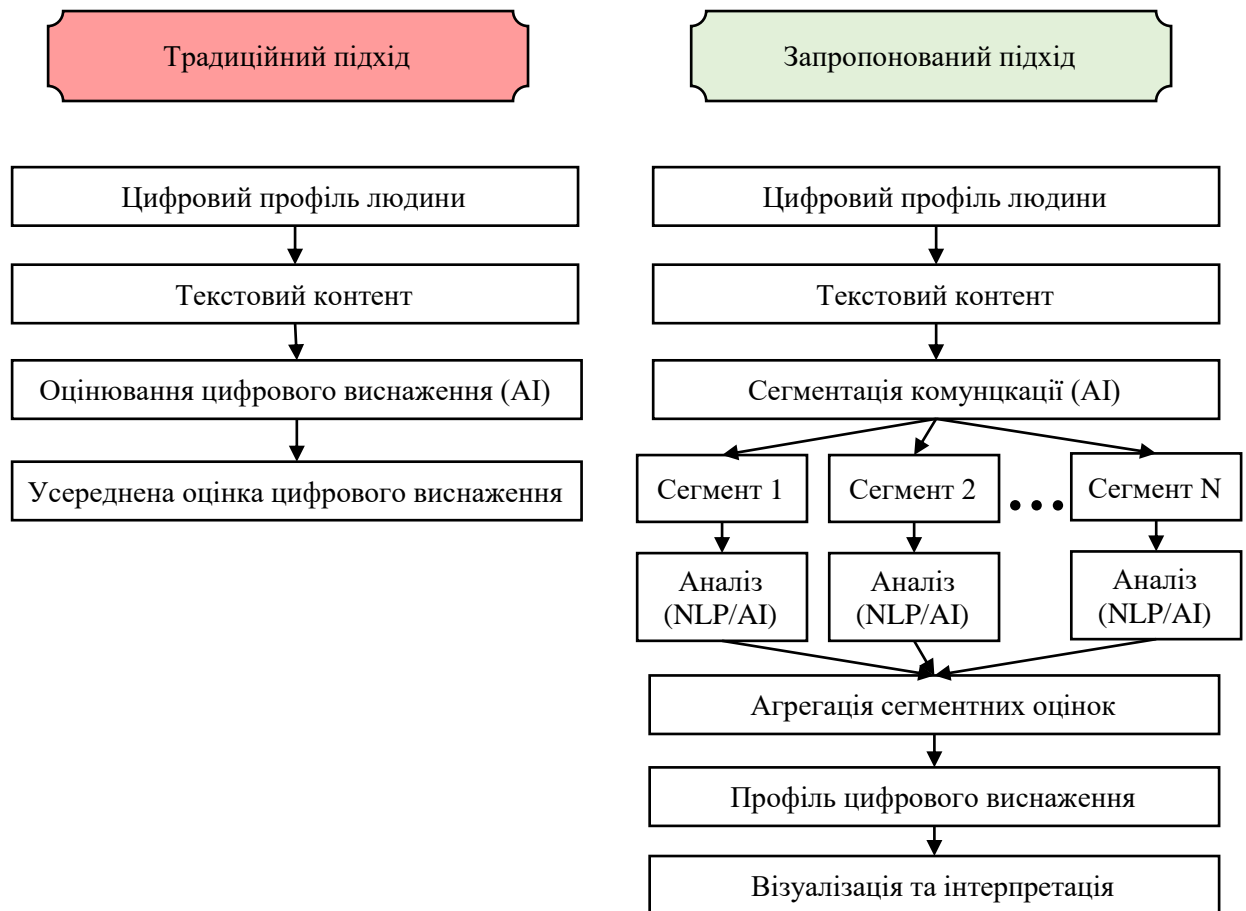 Традиційний підхід
Запропонований підхід
Цифровий профіль людини
Текстовий контент
Оцінювання цифрового виснаження (AI)
Усереднена оцінка цифрового виснаження
Цифровий профіль людини
Текстовий контент
Сегментація комунцкації (AI)
Сегмент 1
Сегмент 2
...
Сегмент N
Аналіз
(NLP/AI)
Аналіз
(NLP/AI)
Аналіз
(NLP/AI)
Агрегація сегментних оцінок
Профіль цифрового виснаження
Візуалізація та інтерпретація